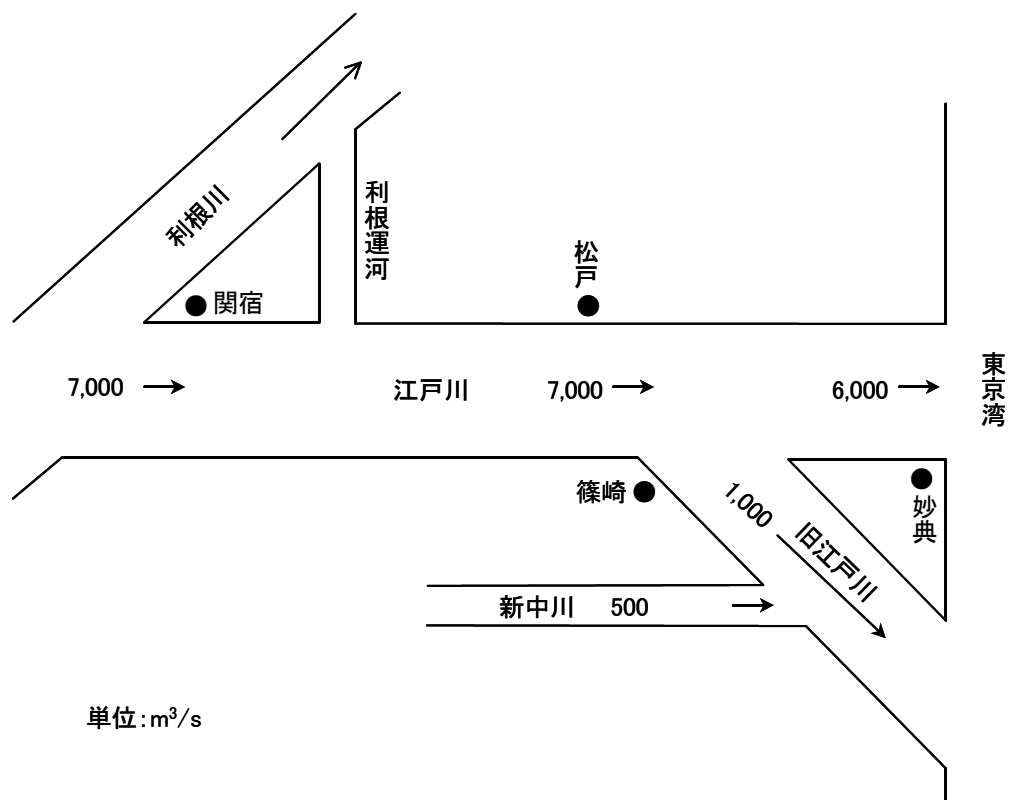 利根川
利根運河
関宿
松戸
東京湾
7,000
江戸川
7,000
6,000
篠崎
1,000
旧江戸川
妙典
新中川 500
単位:m³/s